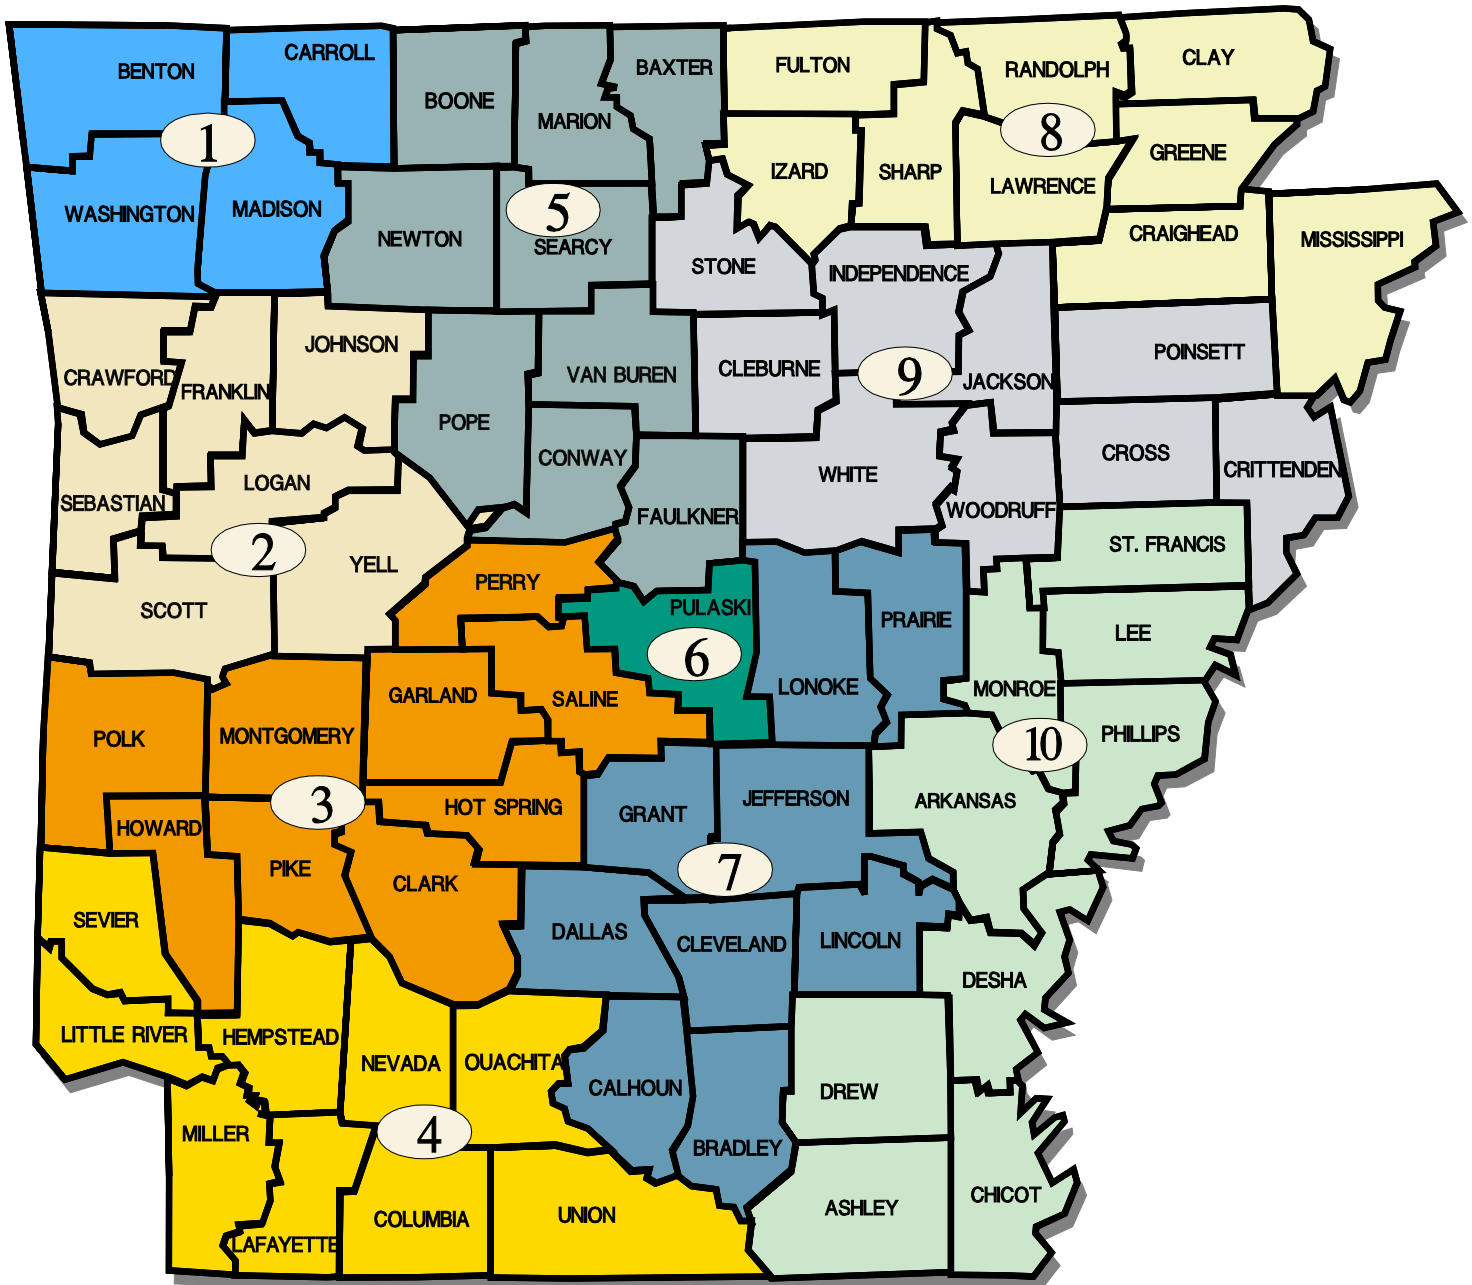 BENTON
CARROLL
BOONE
MARION
BAXTER
FULTON
RANDOLPH
CLAY
1
WASHINGTON
MADISON
NEWTON
5
SEARCY
IZARD
SHARP
8
LAWRENCE
GREENE
CRAIGHEAD
MISSISSIPPI
STONE
INDEPENDENCE
CRAWFORD
FRANKLIN
JOHNSON
POPE
VAN BUREN
CLEBURNE
9
JACKSON
POINSETT
SEBASTIAN
LOGAN
CONWAY
FAULKNER
WHITE
WOODRUFF
CROSS
CRITTENDEN
2
YELL
SCOTT
PERRY
PULASKI
6
PRAIRIE
ST. FRANCIS
LEE
POLK
MONTGOMERY
GARLAND
SALINE
LONOKE
MONROE
PHILLIPS
10
3
HOWARD
PIKE
HOT SPRING
CLARK
GRANT
JEFFERSON
ARKANSAS
7
SEVIER
DALLAS
CLEVELAND
LINCOLN
DESHA
LITTLE RIVER
HEMPSTEAD
NEVADA
OUACHITA
CALHOUN
BRADLEY
DREW
MILLER
4
LAFAYETTE
COLUMBIA
UNION
ASHLEY
CHICOT